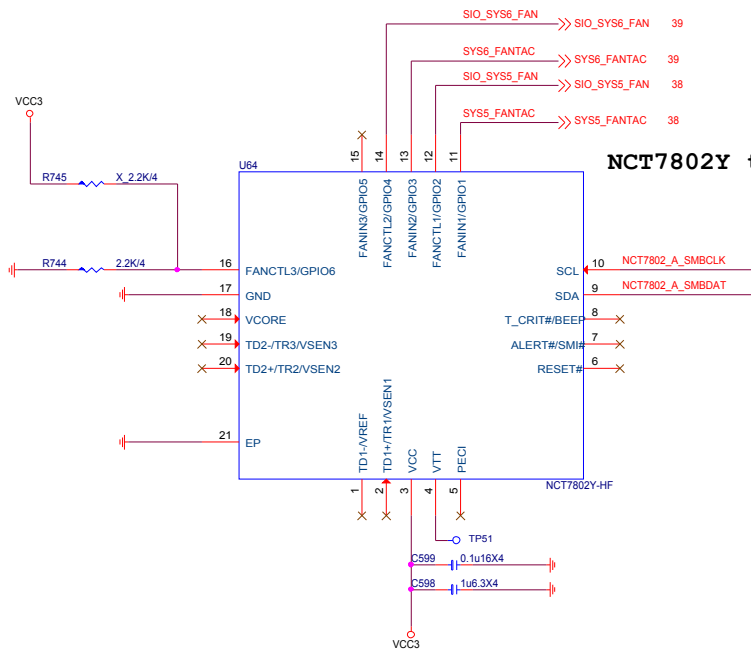 SIO_SYS6_FAN
SIO_SYS6_FAN 39
SYS6_FANTAC
SYS6_FANTAC 39
SIO_SYS5_FAN
SIO_SYS5_FAN 38
VCC3
SYS5_FANTAC
SYS5_FANTAC 38
U64
15
14
13
12
11
NCT7802Y t
R745
X_2.2K/4
FANIN3/GPIO5
FANCTL2/GPIO4
FANIN2/GPIO3
FANCTL1/GPIO2
FANIN1/GPIO1
R744
2.2K/4
16
FANCTL3/GPIO6
SCL
10
NCT7802_A_SMBCLK
17
GND
SDA
9
NCT7802_A_SMBDAT
18
VCORE
T_CRIT#/BEEP
8
19
TD2-/TR3/VSEN3
ALERT#/SMI#
7
20
TD2+/TR2/VSEN2
RESET#
6
21
EP
TD1-/VREF
TD1+/TR1/VSEN1
VCC
VTT
PECI
NCT7802Y-HF
1
2
3
4
5
TP51
C599
0.1u16X4
C598
1u6.3X4
VCC3